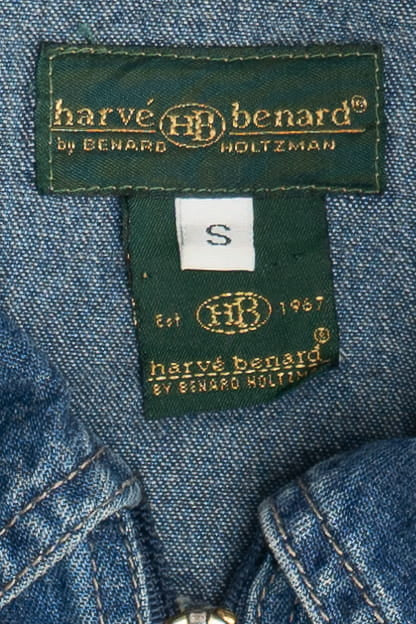 harvé HB benard®
by BENARD HOLTZMAN
S
Est HB 1967
harvé benard®
BY BENARD HOLTZMAN